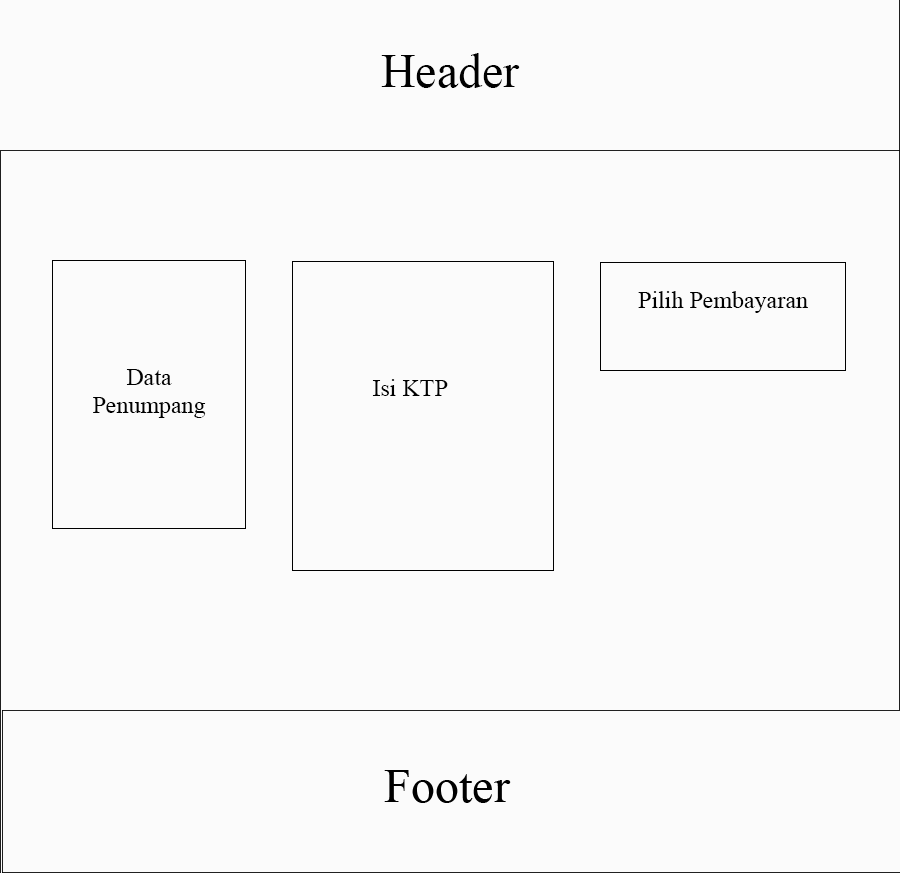 Header
Data
Penumpang
Isi KTP
Pilih Pembayaran
Footer